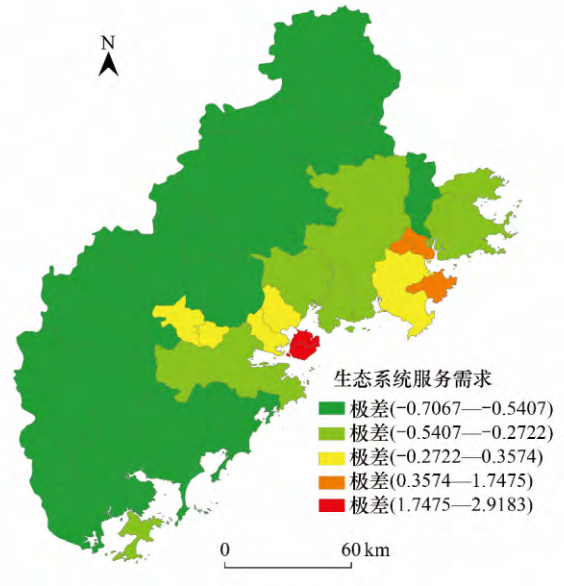 N
生态系统服务需求
极差(-0.7067—-0.5407)
极差(-0.5407—-0.2722)
极差(-0.2722—0.3574)
极差(0.3574—1.7475)
极差(1.7475—2.9183)
0 60 km